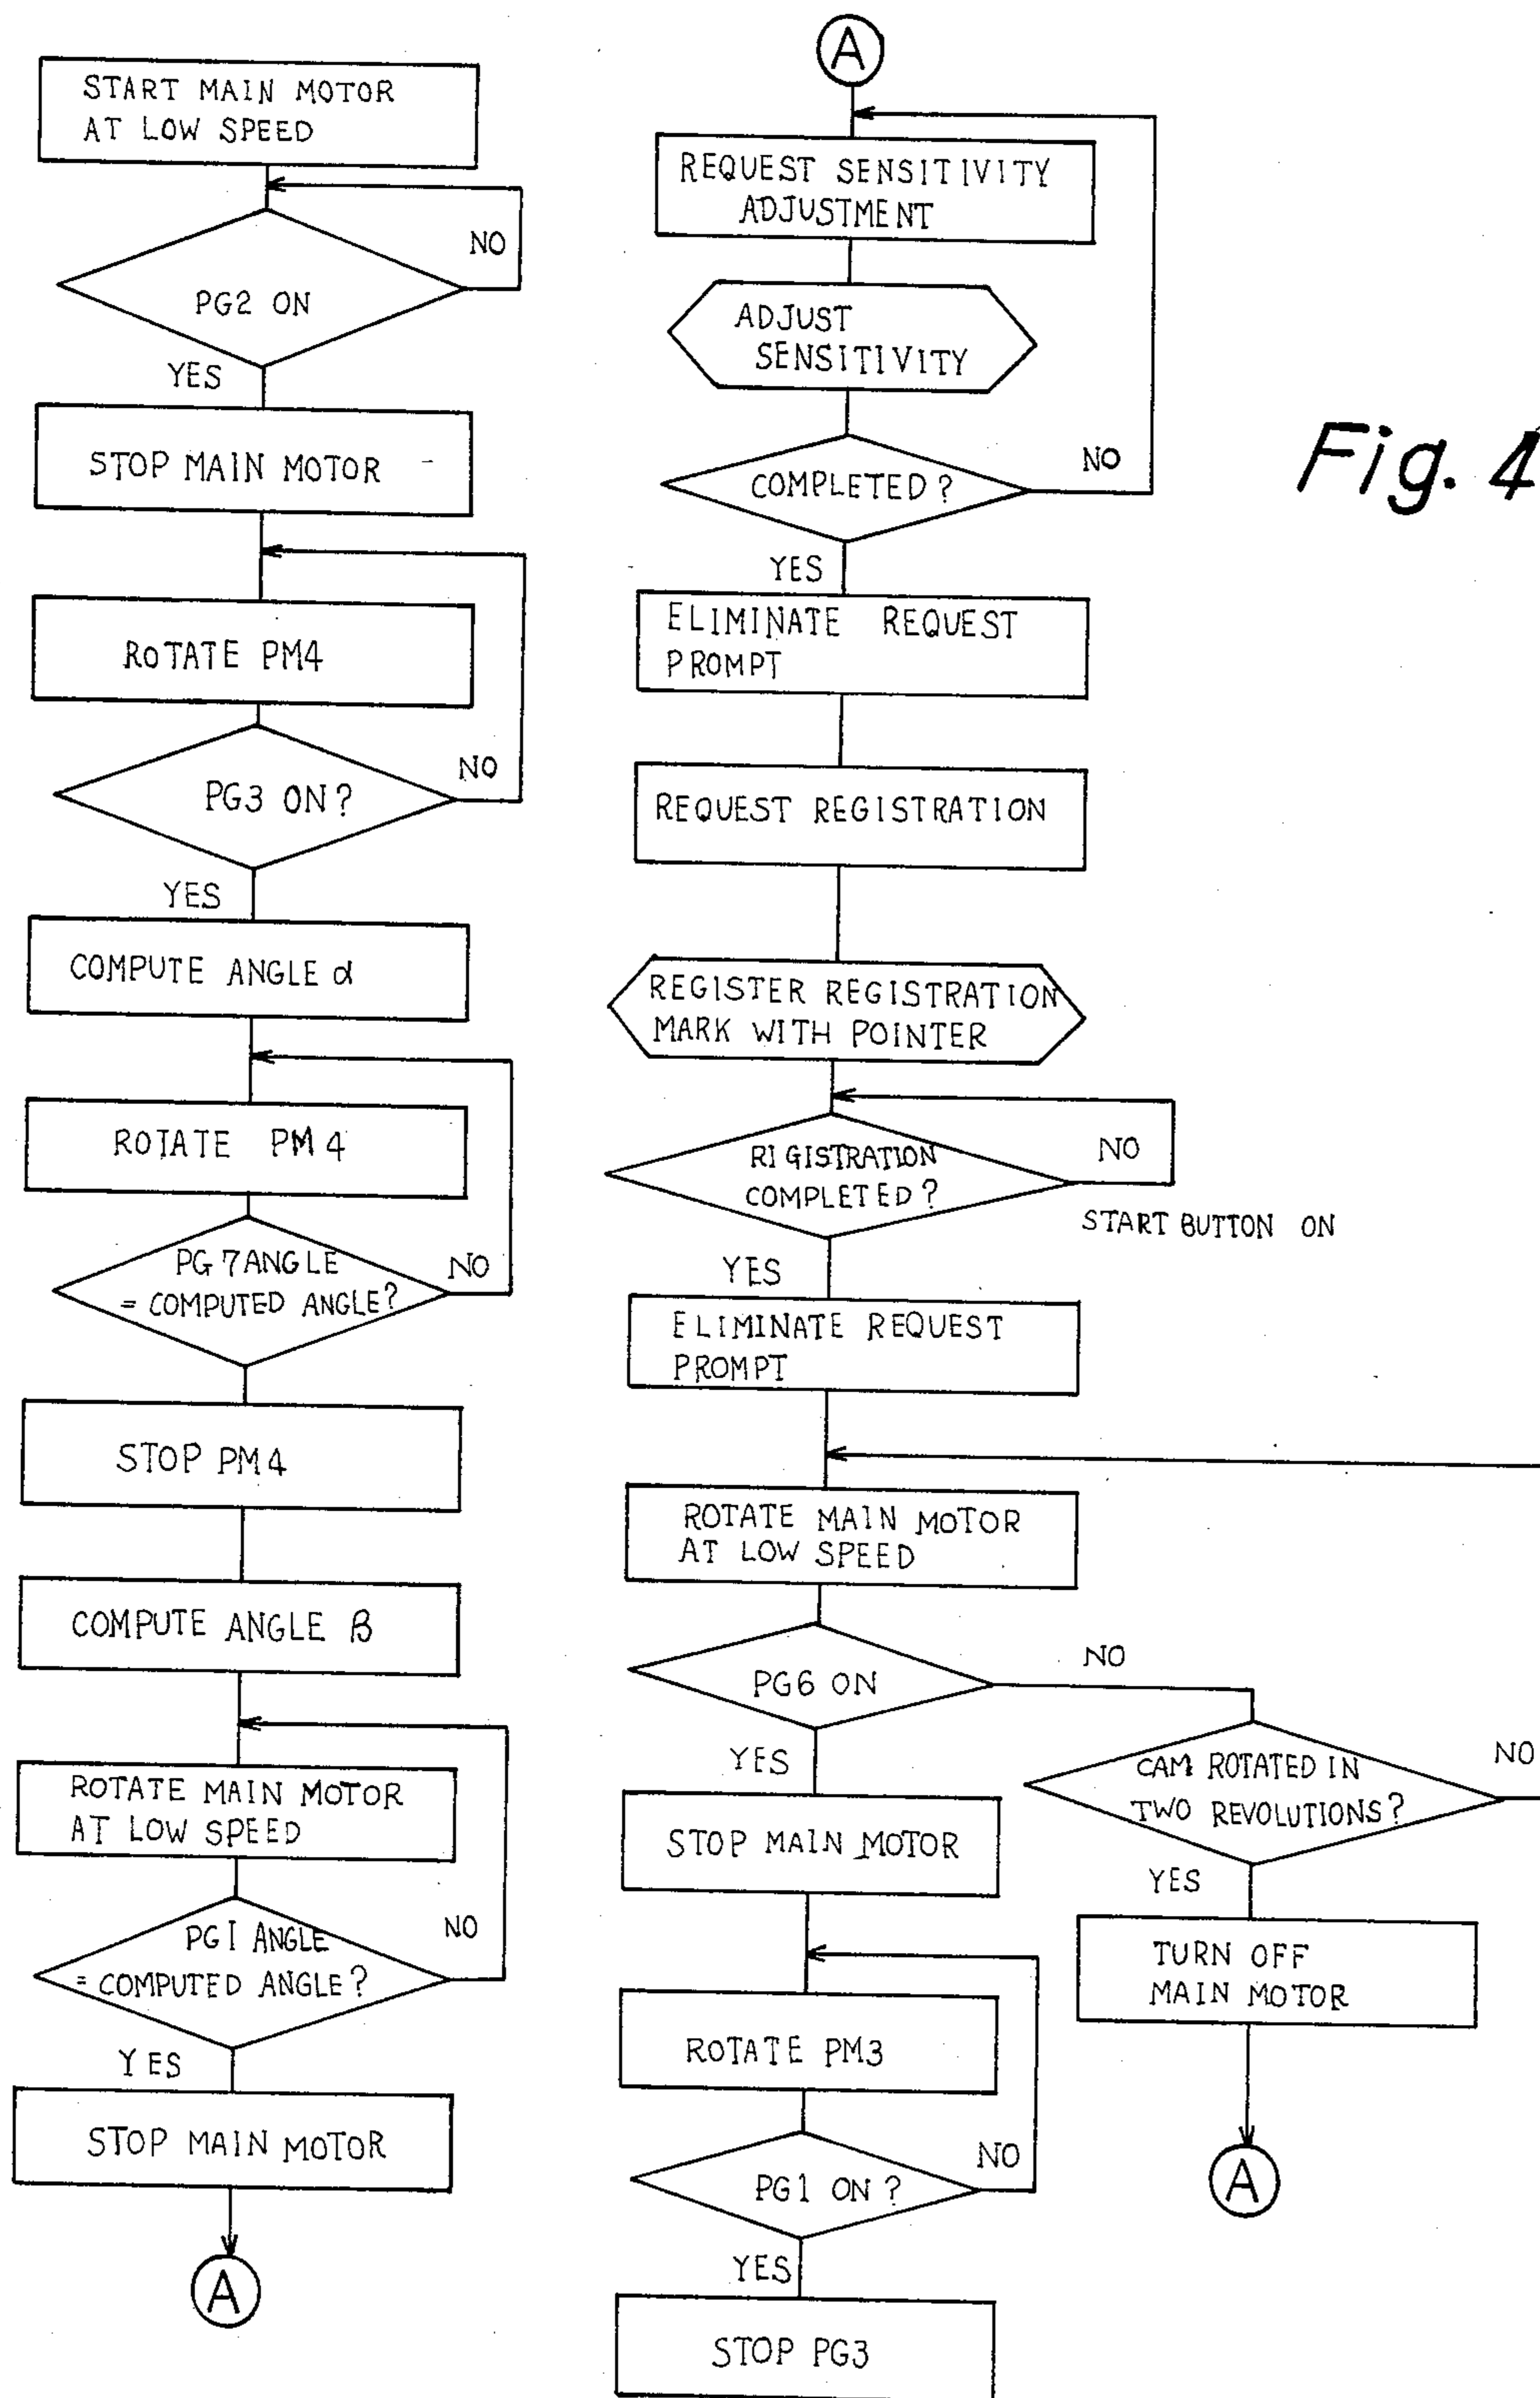 START MAIN MOTOR
AT LOW SPEED
NO
PG2 ON
YES
STOP MAIN MOTOR
ROTATE PM4
NO
PG3 ON?
YES
COMPUTE ANGLE α
ROTATE PM4
PG7 ANGLE
= COMPUTED ANGLE?
NO
STOP PM4
COMPUTE ANGLE β
ROTATE MAIN MOTOR
AT LOW SPEED
PG1 ANGLE
= COMPUTED ANGLE?
NO
YES
STOP MAIN MOTOR
A
A
REQUEST SENSITIVITY
ADJUSTMENT
ADJUST
SENSITIVITY
COMPLETED?
NO
YES
ELIMINATE REQUEST
PROMPT
REQUEST REGISTRATION
REGISTER REGISTRATION
MARK WITH POINTER
RIGISTRATION
COMPLETED?
NO
START BUTTON ON
YES
ELIMINATE REQUEST
PROMPT
ROTATE MAIN MOTOR
AT LOW SPEED
PG6 ON
NO
YES
STOP MAIN MOTOR
ROTATE PM3
PG1 ON?
NO
YES
STOP PG3
CAM ROTATED IN
TWO REVOLUTIONS?
NO
YES
TURN OFF
MAIN MOTOR
A
Fig. 4